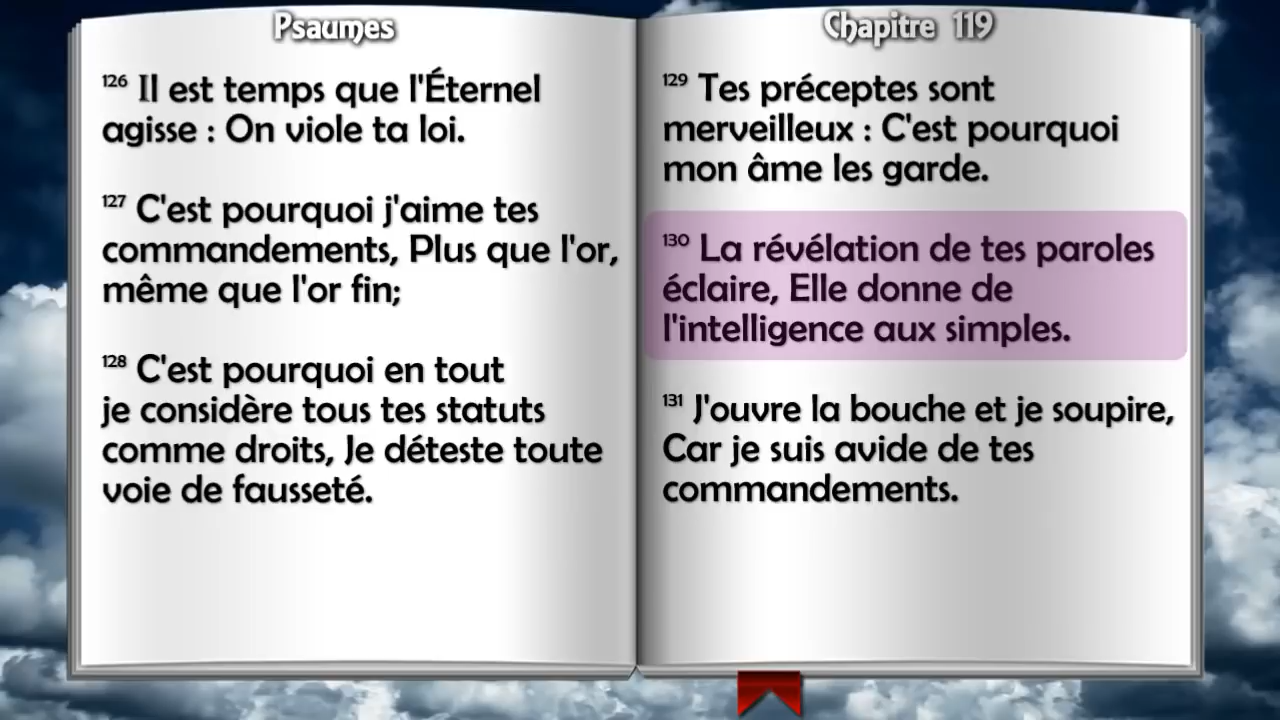 Psaumes
126 Il est temps que l'Éternel
agisse : On viole ta loi.
127 C'est pourquoi j'aime tes
commandements, Plus que l'or,
même que l'or fin;
128 C'est pourquoi en tout
je considère tous tes statuts
comme droits, Je déteste toute
voie de fausseté.
Chapitre 119
129 Tes préceptes sont
merveilleux : C'est pourquoi
mon âme les garde.
130 La révélation de tes paroles
éclaire, Elle donne de
l'intelligence aux simples.
131 J'ouvre la bouche et je soupire,
Car je suis avide de tes
commandements.